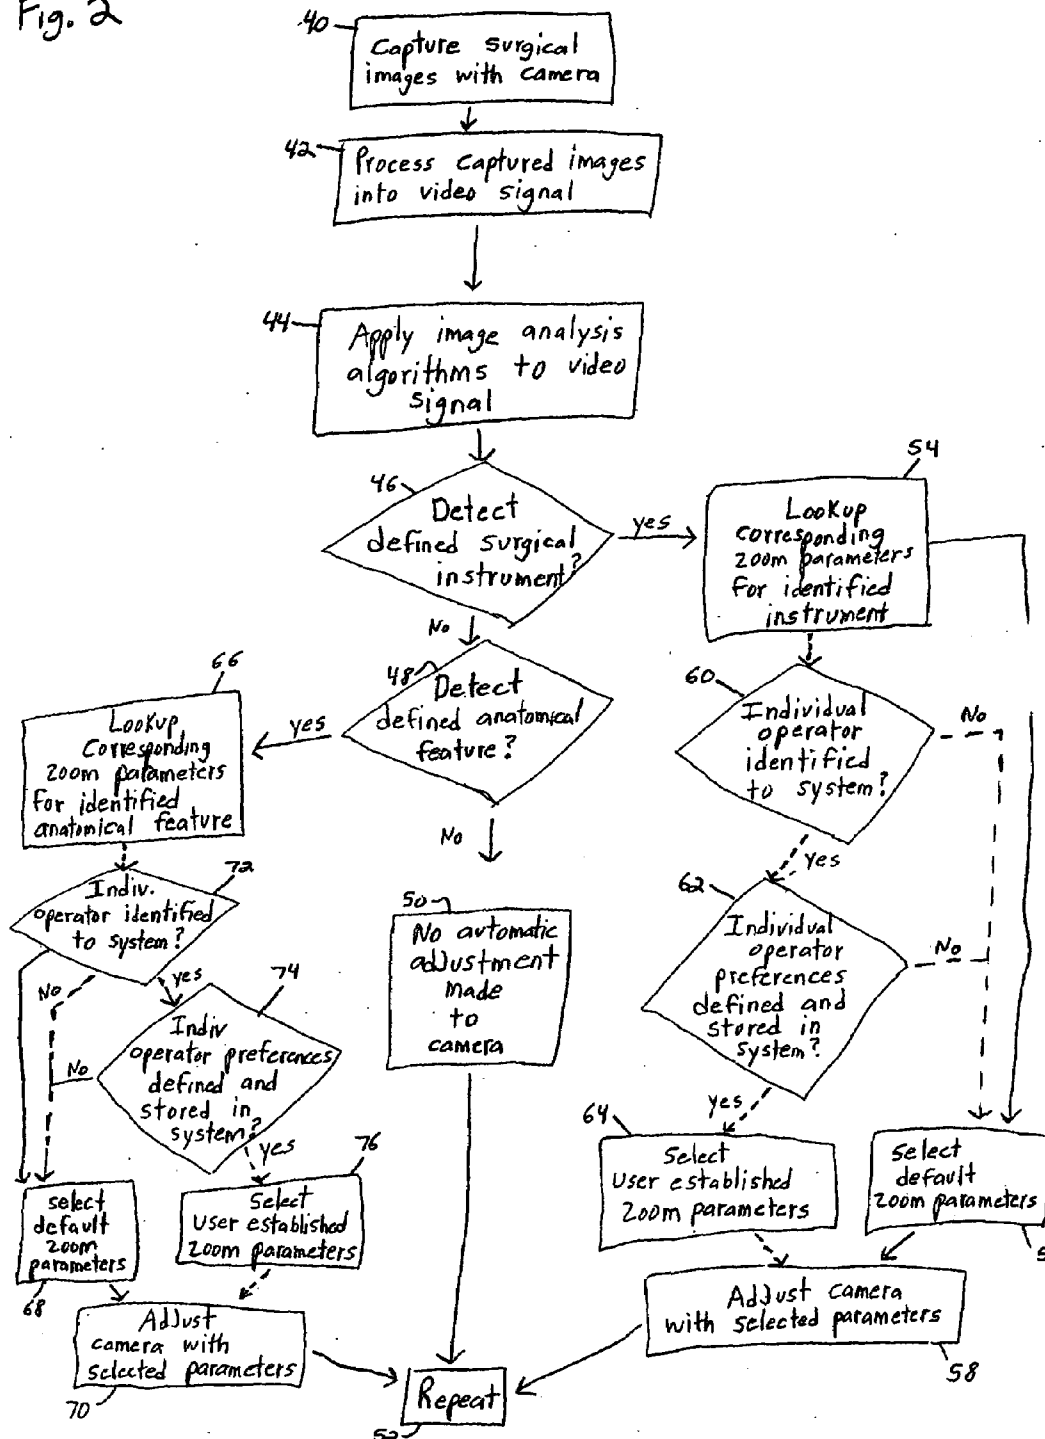 Fig. 2
40
Capture surgical
images with camera
42
Process captured images
into video signal
44
Apply image analysis
algorithms to video
signal
46
Detect
defined surgical
instrument?
yes
No
54
Lookup
corresponding
zoom parameters
for identified
instrument
48
Detect
defined anatomical
feature?
yes
No
66
Lookup
Corresponding
zoom parameters
for identified
anatomical feature
60
Individual
operator
identified
to system?
No
yes
72
Indiv.
operator identified
to system?
No
yes
50
No automatic
adjustment
made
to
camera
62
Individual
operator
preferences
defined and
stored in
system?
No
yes
74
Indiv
operator preferences
defined and
stored in
system?
No
yes
64
Select
user established
zoom parameters
select
default
zoom parameters
5
select
default
zoom
parameters
68
76
Select
user established
zoom parameters
Adjust
camera with
selected parameters
70
Adjust camera
with selected parameters
58
Repeat
52